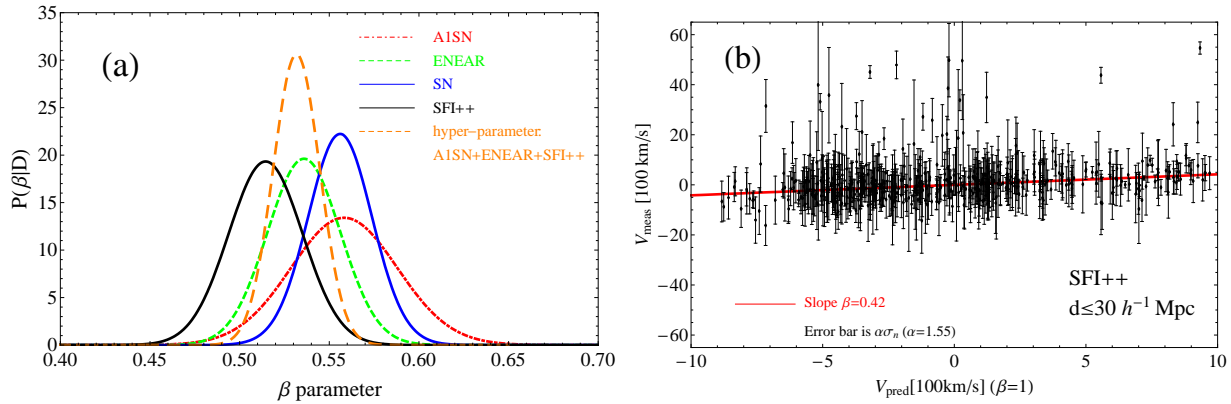 (a)
A1SN
ENEAR
SN
SFI++
hyper-parameter:
A1SN+ENEAR+SFI++
P(β|D)
35
30
25
20
15
10
5
0
0.40 0.45 0.50 0.55 0.60 0.65 0.70
β parameter
(b)
V_meas [100 km/s]
60
40
20
0
−20
−40
−60
SFI++
d≤30 h⁻¹ Mpc
Slope β=0.42
Error bar is ασ_n (α=1.55)
−10 −5 0 5 10
V_pred[100km/s] (β=1)